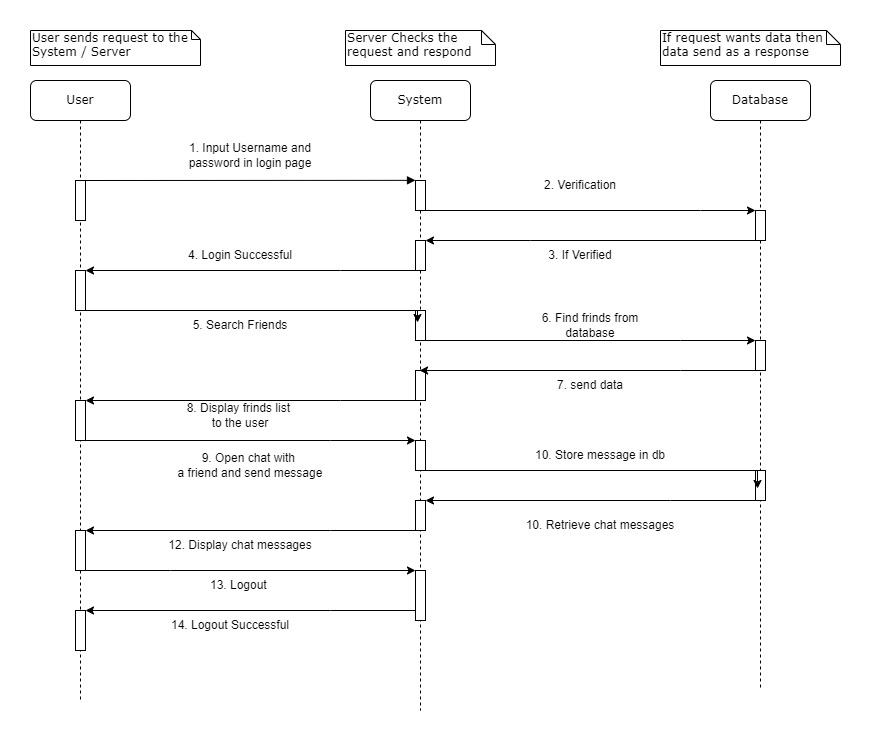 User sends request to the
System / Server
Server Checks the
request and respond
If request wants data then
data send as a response
User
System
Database
1. Input Username and
password in login page
2. Verification
3. If Verified
4. Login Successful
5. Search Friends
6. Find frinds from
database
7. send data
8. Display frinds list
to the user
9. Open chat with
a friend and send message
10. Store message in db
10. Retrieve chat messages
12. Display chat messages
13. Logout
14. Logout Successful